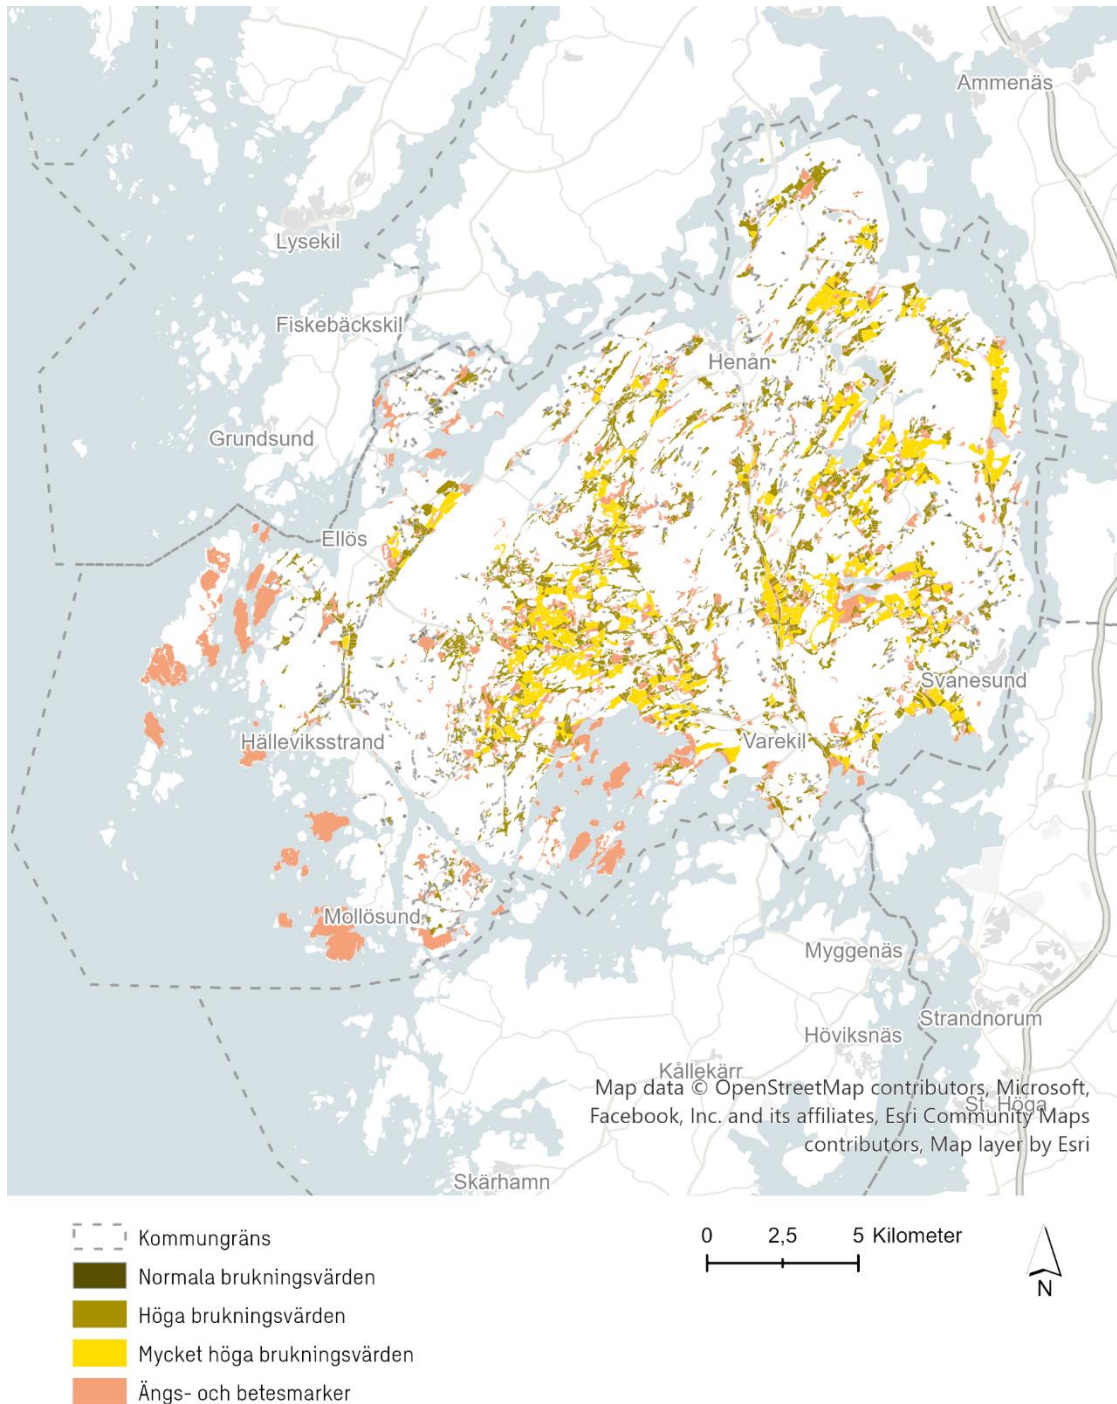 Ammenäs
Lysekil
Fiskebäckskil
Henån
Grundsund
Ellös
Svanesund
Hälleviksstrand
Varekil
Mollösund
Myggenäs
Strandnorum
Höviksnäs
Kållekärr
Map data © OpenStreetMap contributors, Microsoft,
Facebook, Inc. and its affiliates, Esri Community Maps
St. Höga
contributors, Map layer by Esri
Skärhamn
Kommungräns
0 2,5 5 Kilometer
Normala brukningsvärden
N
Höga brukningsvärden
Mycket höga brukningsvärden
Ängs- och betesmarker